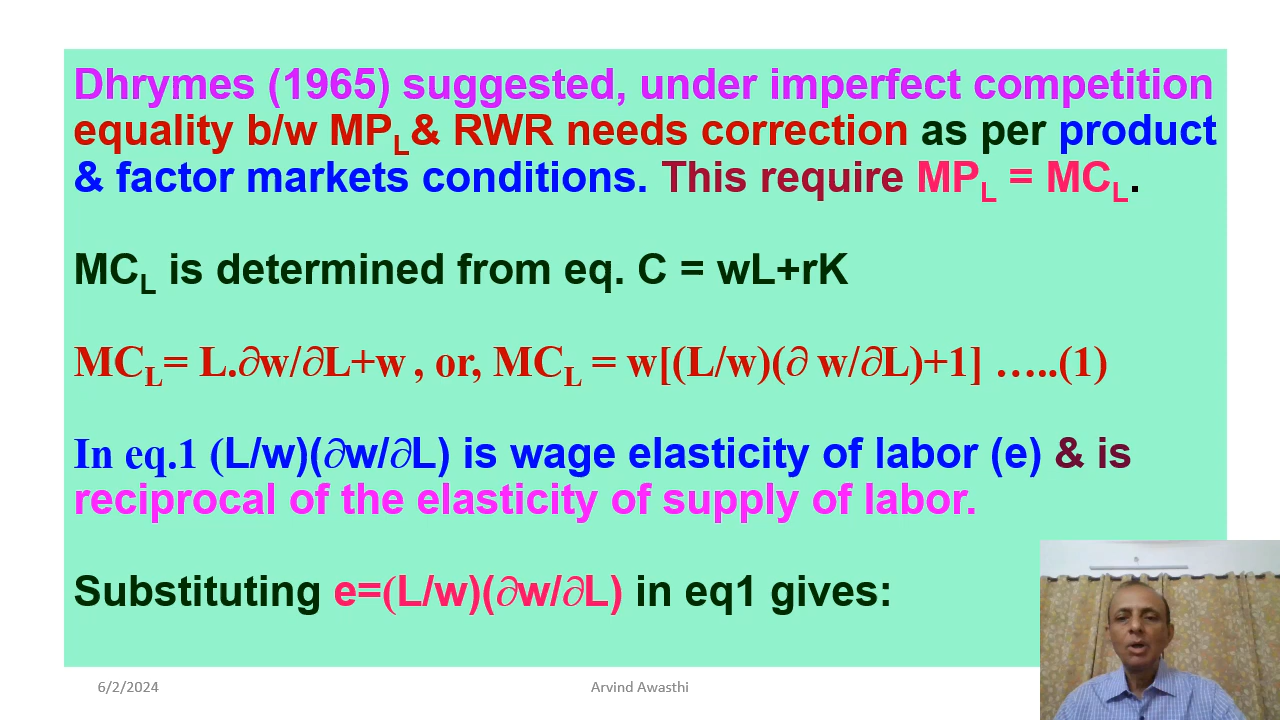 Dhrymes (1965) suggested, under imperfect competition
equality b/w MPL& RWR needs correction as per product
& factor markets conditions. This require MPL = MCL.
MCL is determined from eq. C = wL+rK
MCL= L.∂w/∂L+w , or, MCL = w[(L/w)(∂ w/∂L)+1] …..(1)
In eq.1 (L/w)(∂w/∂L) is wage elasticity of labor (e) & is
reciprocal of the elasticity of supply of labor.
Substituting e=(L/w)(∂w/∂L) in eq1 gives:
6/2/2024
Arvind Awasthi